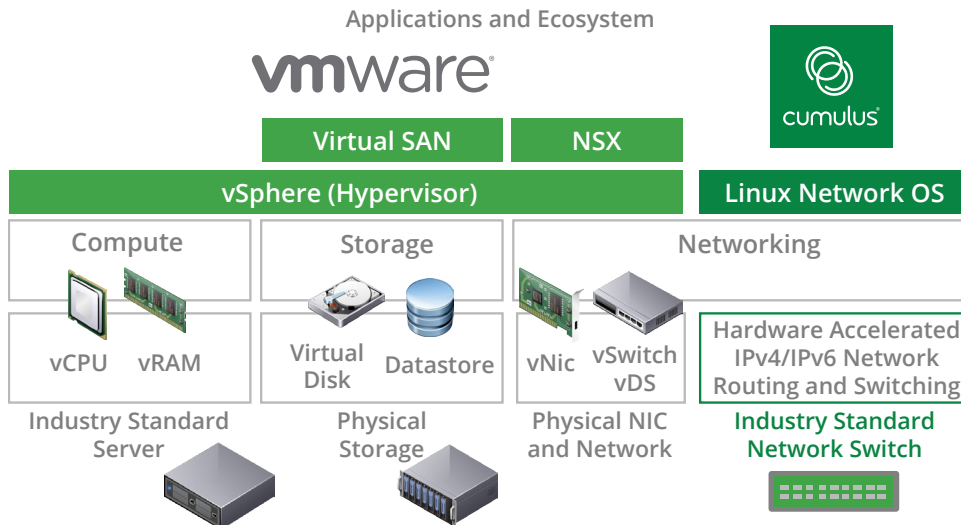 Applications and Ecosystem
vmware®
cumulus®
Virtual SAN
NSX
vSphere (Hypervisor)
Linux Network OS
Compute
Storage
Networking
vCPU
vRAM
Virtual
Disk
Datastore
vNic
vSwitch
vDS
Hardware Accelerated
IPv4/IPv6 Network
Routing and Switching
Industry Standard
Server
Physical
Storage
Physical NIC
and Network
Industry Standard
Network Switch